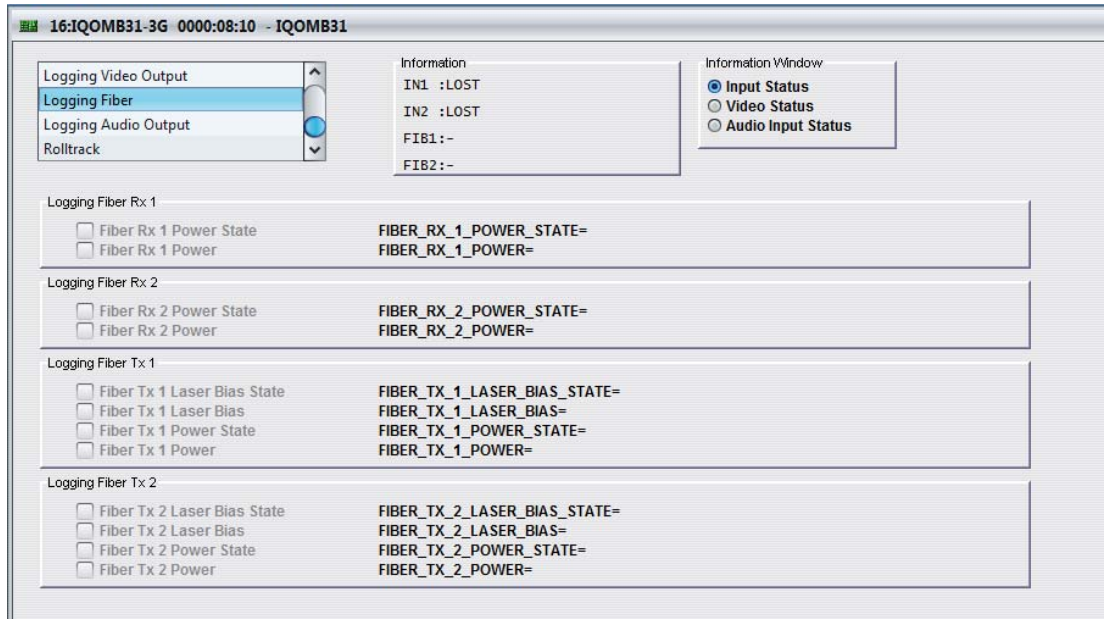 16:IQOMB31-3G 0000:08:10 - IQOMB31
Logging Video Output
Logging Fiber
Logging Audio Output
Rolltrack
Information
IN1 :LOST
IN2 :LOST
FIB1:-
FIB2:-
Information Window
Input Status
Video Status
Audio Input Status
Logging Fiber Rx 1
Fiber Rx 1 Power State FIBER_RX_1_POWER_STATE=
Fiber Rx 1 Power FIBER_RX_1_POWER=
Logging Fiber Rx 2
Fiber Rx 2 Power State FIBER_RX_2_POWER_STATE=
Fiber Rx 2 Power FIBER_RX_2_POWER=
Logging Fiber Tx 1
Fiber Tx 1 Laser Bias State FIBER_TX_1_LASER_BIAS_STATE=
Fiber Tx 1 Laser Bias FIBER_TX_1_LASER_BIAS=
Fiber Tx 1 Power State FIBER_TX_1_POWER_STATE=
Fiber Tx 1 Power FIBER_TX_1_POWER=
Logging Fiber Tx 2
Fiber Tx 2 Laser Bias State FIBER_TX_2_LASER_BIAS_STATE=
Fiber Tx 2 Laser Bias FIBER_TX_2_LASER_BIAS=
Fiber Tx 2 Power State FIBER_TX_2_POWER_STATE=
Fiber Tx 2 Power FIBER_TX_2_POWER=